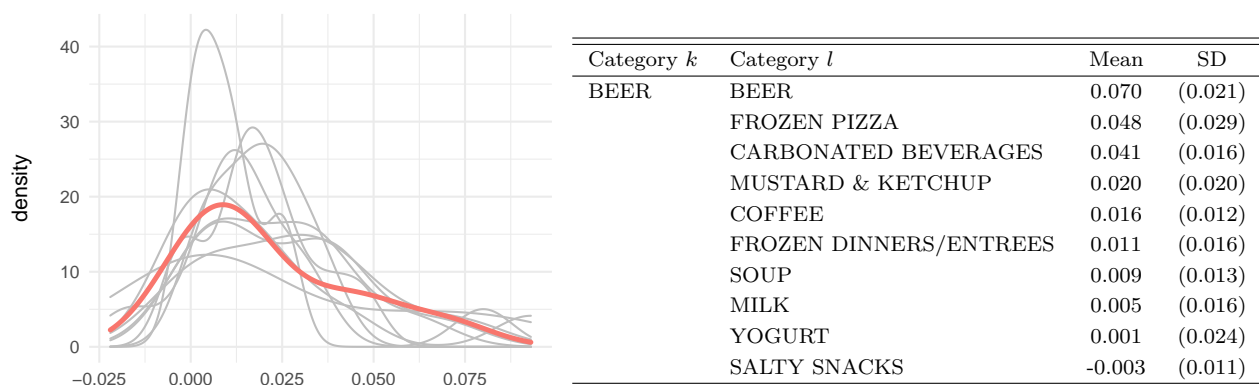 40
30
20
10
0
density
−0.025 0.000 0.025 0.050 0.075
Category k Category l Mean SD
BEER BEER 0.070 (0.021)
FROZEN PIZZA 0.048 (0.029)
CARBONATED BEVERAGES 0.041 (0.016)
MUSTARD & KETCHUP 0.020 (0.020)
COFFEE 0.016 (0.012)
FROZEN DINNERS/ENTREES 0.011 (0.016)
SOUP 0.009 (0.013)
MILK 0.005 (0.016)
YOGURT 0.001 (0.024)
SALTY SNACKS -0.003 (0.011)